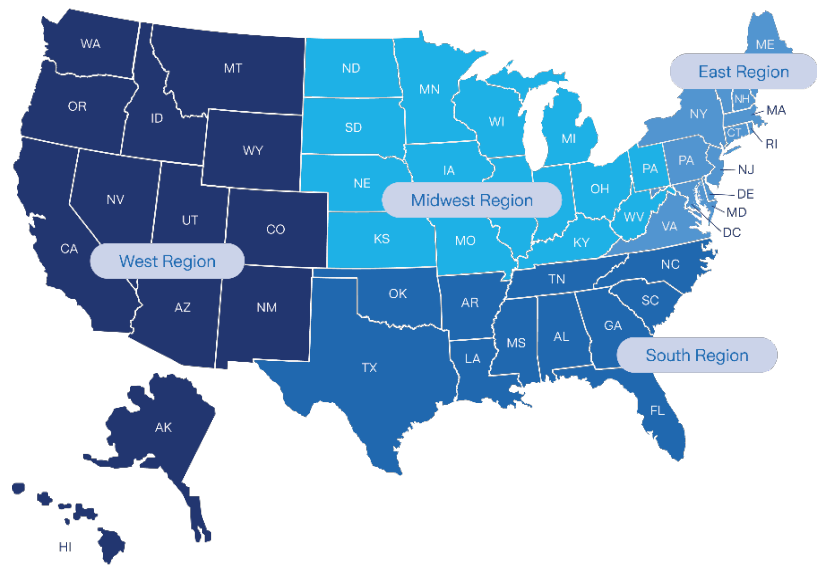 ME
WA
MT
ND
MN
East Region
OR
ID
SD
WI
MI
NY
NH
MA
CT
RI
WY
IA
PA
PA
NJ
NV
UT
CO
NE
Midwest Region
OH
DE
MD
WV
VA
DC
CA
West Region
KS
MO
KY
NC
AZ
NM
OK
AR
TN
SC
MS
AL
GA
LA
South Region
TX
FL
AK
HI